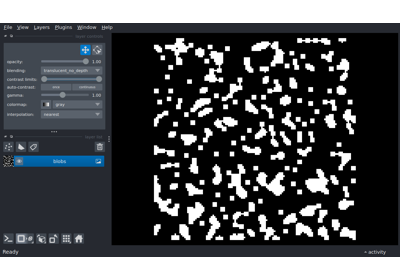 File View Layers Plugins Window Help
opacity: 1.00
blending: translucent_no_depth
contrast limits:
auto-contrast: once continuous
gamma: 1.00
colormap: gray
interpolation: nearest
blobs
activity